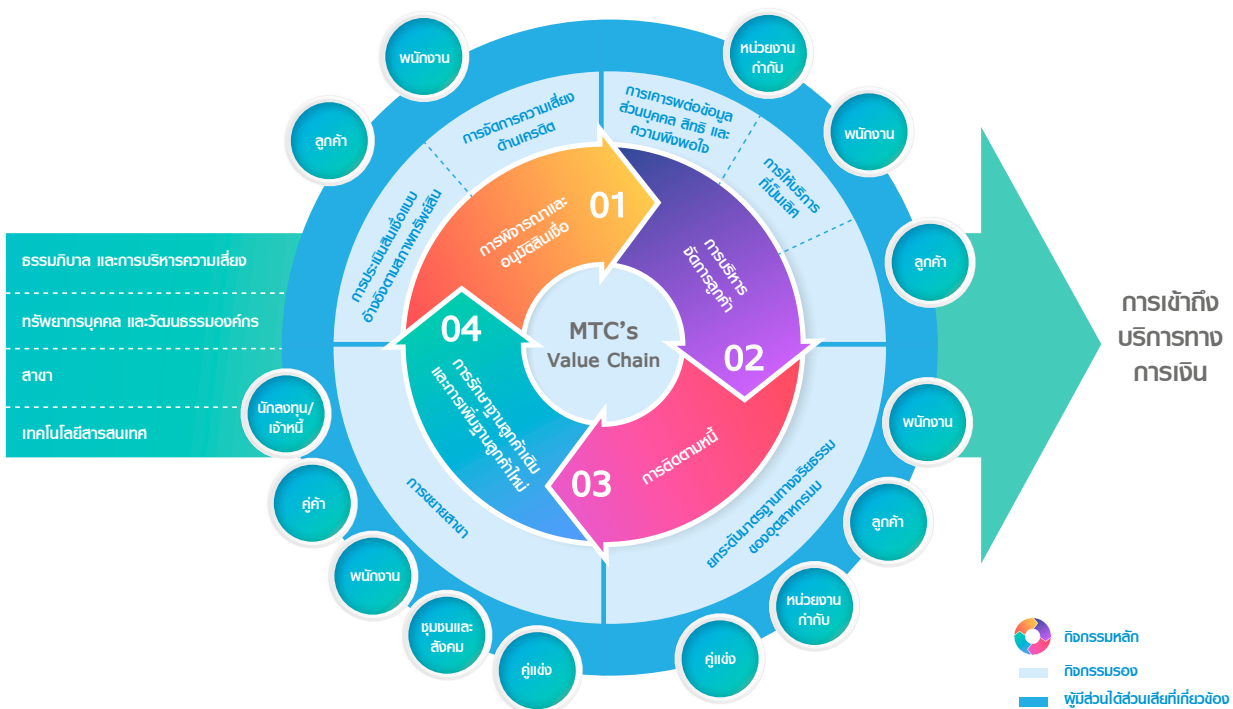 พนักงาน
ลูกค้า
หน่วยงาน
กำกับ
พนักงาน
ลูกค้า
การจัดการความเสี่ยง
ด้านเครดิต
การเคารพต่อข้อมูล
ส่วนบุคคล สิทธิ และ
ความพึงพอใจ
การประเมินสินเชื่อแบบ
อ้างอิงตามสภาพทรัพย์สิน
การให้บริการ
ที่เป็นเลิศ
01
การพิจารณาและ
อนุมัติสินเชื่อ
การบริหาร
จัดการลูกค้า
02
การติดตามหนี้
03
04
การรักษาฐานลูกค้าเดิม
และการเพิ่มฐานลูกค้าใหม่
MTC's
Value Chain
ธรรมภิบาล และการบริหารความเสี่ยง
ทรัพยากรบุคคล และวัฒนธรรมองค์กร
สาขา
เทคโนโลยีสารสนเทศ
การเข้าถึง
บริการทาง
การเงิน
นักลงทุน/
เจ้าหนี้
คู่ค้า
พนักงาน
ชุมชนและ
สังคม
คู่แข่ง
การขยายสาขา
ยกระดับมาตรฐานทางจริยธรรม
ของอุตสาหกรมม
พนักงาน
ลูกค้า
หน่วยงาน
กำกับ
คู่แข่ง
กิจกรรมหลัก
กิจกรรมรอง
ผู้มีส่วนได้ส่วนเสียที่เกี่ยวข้อง